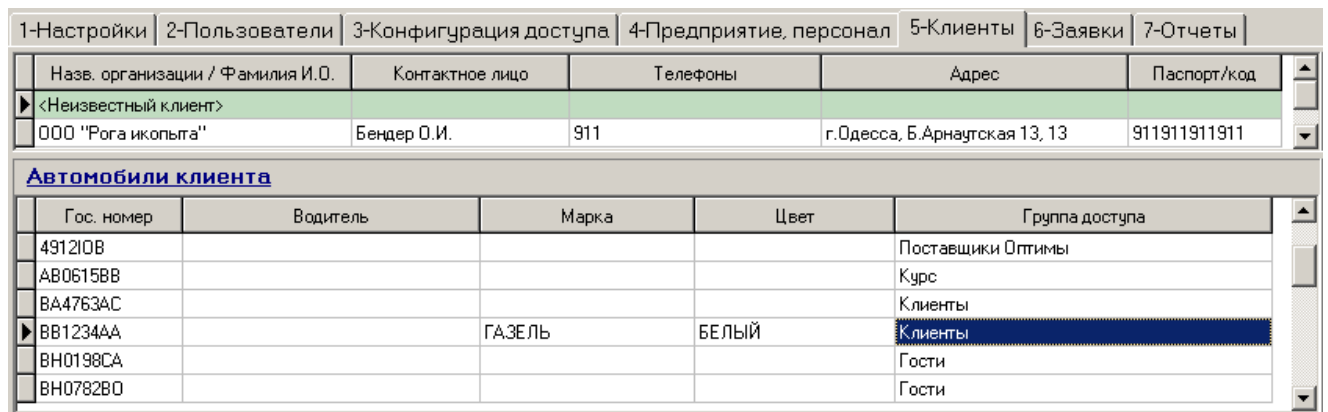 1-Настройки 2-Пользователи 3-Конфигурация доступа 4-Предприятие, персонал 5-Клиенты 6-Заявки 7-Отчеты
Назв. организации / Фамилия И.О. Контактное лицо Телефоны Адрес Паспорт/код
<Неизвестный клиент>
ООО "Рога икопыта" Бендер О.И. 911 г.Одесса, Б.Арнаутская 13, 13 911911911911
Автомобили клиента
Гос. номер Водитель Марка Цвет Группа доступа
4912IOB Поставщики Оптимы
AB0615BB Курс
BA4763AC Клиенты
BB1234AA ГАЗЕЛЬ БЕЛЫЙ Клиенты
BH0198CA Гости
BH0782BO Гости